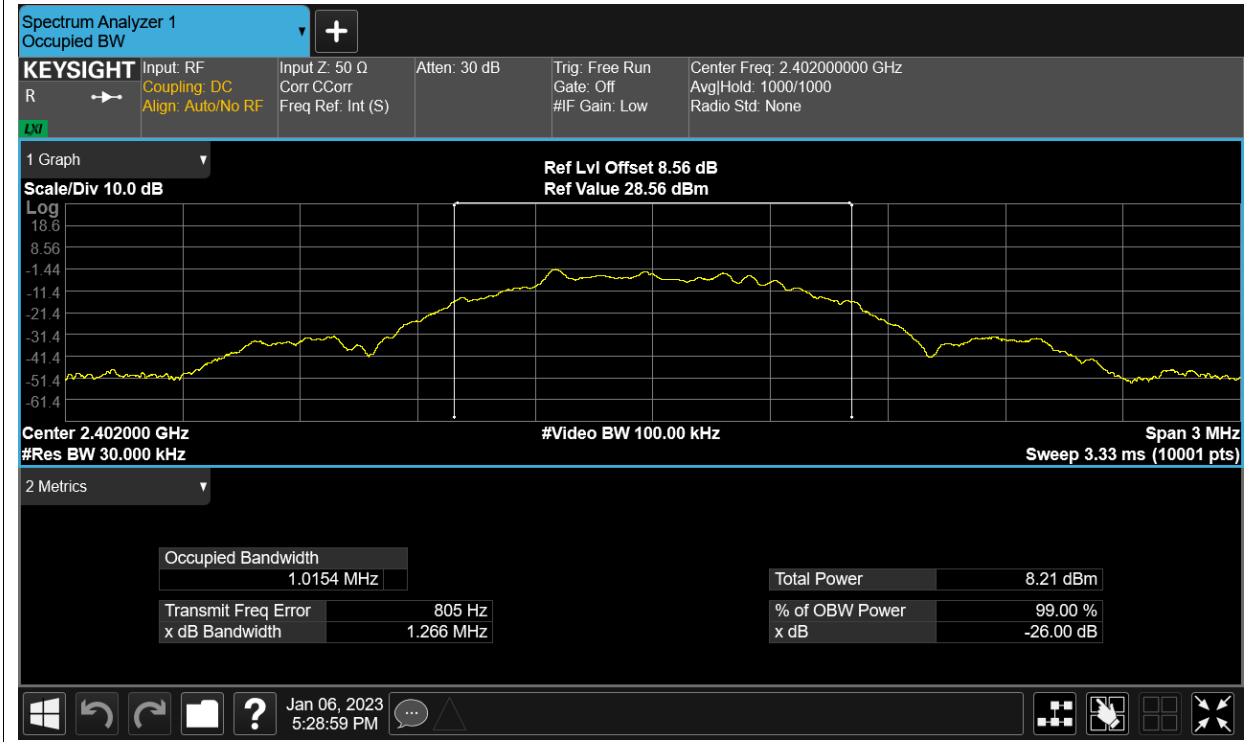 Spectrum Analyzer 1
Occupied BW
KEYSIGHT
R
LXI
Input: RF
Coupling: DC
Align: Auto/No RF
Input Z: 50 Ω
Corr CCorr
Freq Ref: Int (S)
Atten: 30 dB
Trig: Free Run
Gate: Off
#IF Gain: Low
Center Freq: 2.402000000 GHz
Avg|Hold: 1000/1000
Radio Std: None
1 Graph
Scale/Div 10.0 dB
Ref Lvl Offset 8.56 dB
Ref Value 28.56 dBm
Log
18.6
8.56
-1.44
-11.4
-21.4
-31.4
-41.4
-51.4
-61.4
Center 2.402000 GHz
#Res BW 30.000 kHz
#Video BW 100.00 kHz
Span 3 MHz
Sweep 3.33 ms (10001 pts)
2 Metrics
Occupied Bandwidth
1.0154 MHz
Transmit Freq Error 805 Hz
x dB Bandwidth 1.266 MHz
Total Power 8.21 dBm
% of OBW Power 99.00 %
x dB -26.00 dB
?
Jan 06, 2023
5:28:59 PM